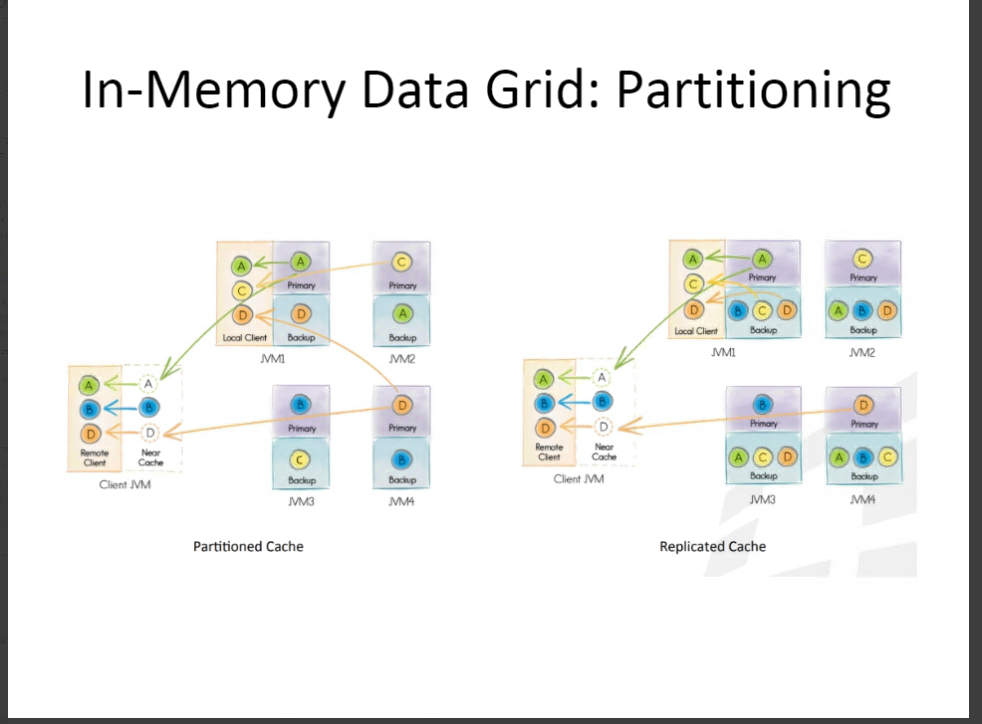 In-Memory Data Grid: Partitioning
A A
C
D D
Primary
Local Client Backup
JVM1
C
Primary
A
Backup
JVM2
A A
B B
D D
Remote Client
Near Cache
Client JVM
B
Primary
C
Backup
JVM3
D
Primary
B
Backup
JVM4
Partitioned Cache
A A
C
D
Primary
B C D
Local Client Backup
JVM1
C
Primary
A B D
Backup
JVM2
A A
B B
D D
Remote Client
Near Cache
Client JVM
B
Primary
A C D
Backup
JVM3
D
Primary
A B C
Backup
JVM4
Replicated Cache